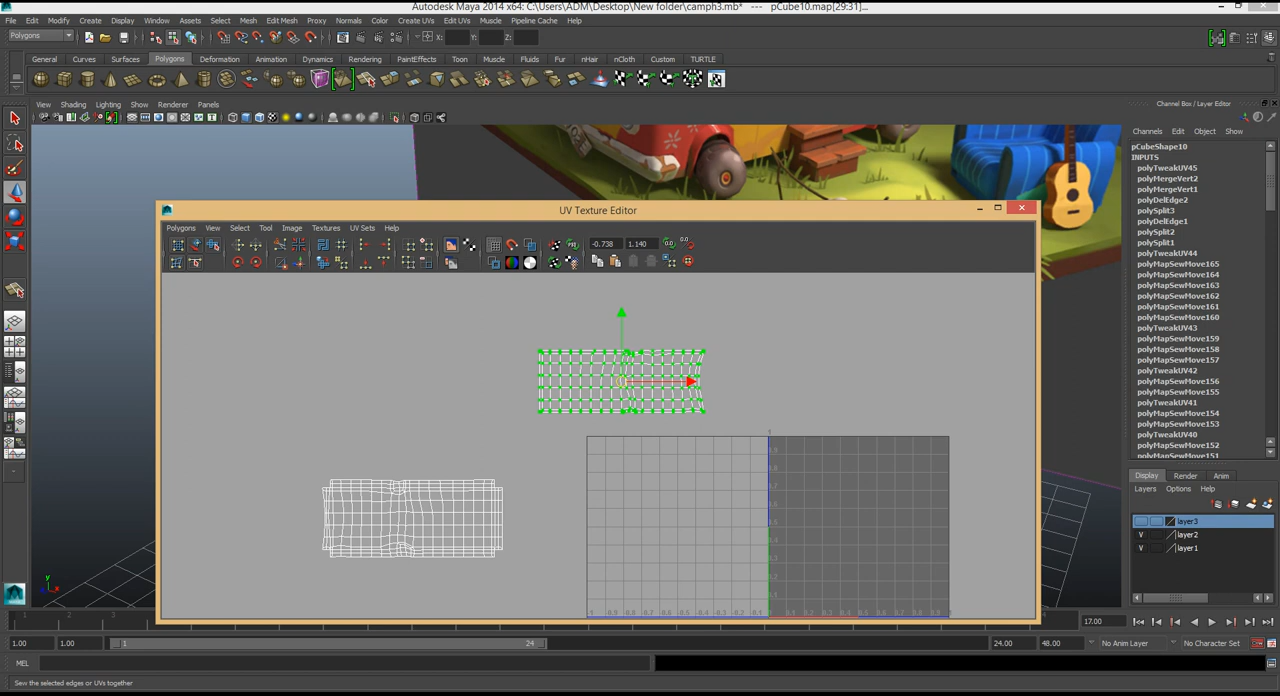 Autodesk Maya 2014 x64: C:\Users\ADM\Desktop\New folder\camph3.mb* --- pCube10.map[29:31]...
File Edit Modify Create Display Window Assets Select Mesh Edit Mesh Proxy Normals Color Create UVs Edit UVs Muscle Pipeline Cache Help
Polygons X: Y: Z:
General Curves Surfaces Polygons Deformation Animation Dynamics Rendering PaintEffects Toon Muscle Fluids Fur nHair nCloth Custom TURTLE
View Shading Lighting Show Renderer Panels
Channel Box / Layer Editor
Channels Edit Object Show
pCubeShape10
INPUTS
polyTweakUV45
polyMergeVert2
polyMergeVert1
polyDelEdge2
polySplit3
polyDelEdge1
polySplit2
polySplit1
polyTweakUV44
polyMapSewMove165
polyMapSewMove164
polyMapSewMove163
polyMapSewMove162
polyMapSewMove161
polyMapSewMove160
polyTweakUV43
polyMapSewMove159
polyMapSewMove158
polyMapSewMove157
polyTweakUV42
polyMapSewMove156
polyMapSewMove155
polyTweakUV41
polyMapSewMove154
polyMapSewMove153
polyTweakUV40
polyMapSewMove152
polyMapSewMove151
UV Texture Editor
Polygons View Select Tool Image Textures UV Sets Help
-0.738 1.140
Display Render Anim
Layers Options Help
layer3
V layer2
V layer1
y
17.00
1.00 1.00 1 24 24.00 48.00 No Anim Layer No Character Set
MEL
Sew the selected edges or UVs together